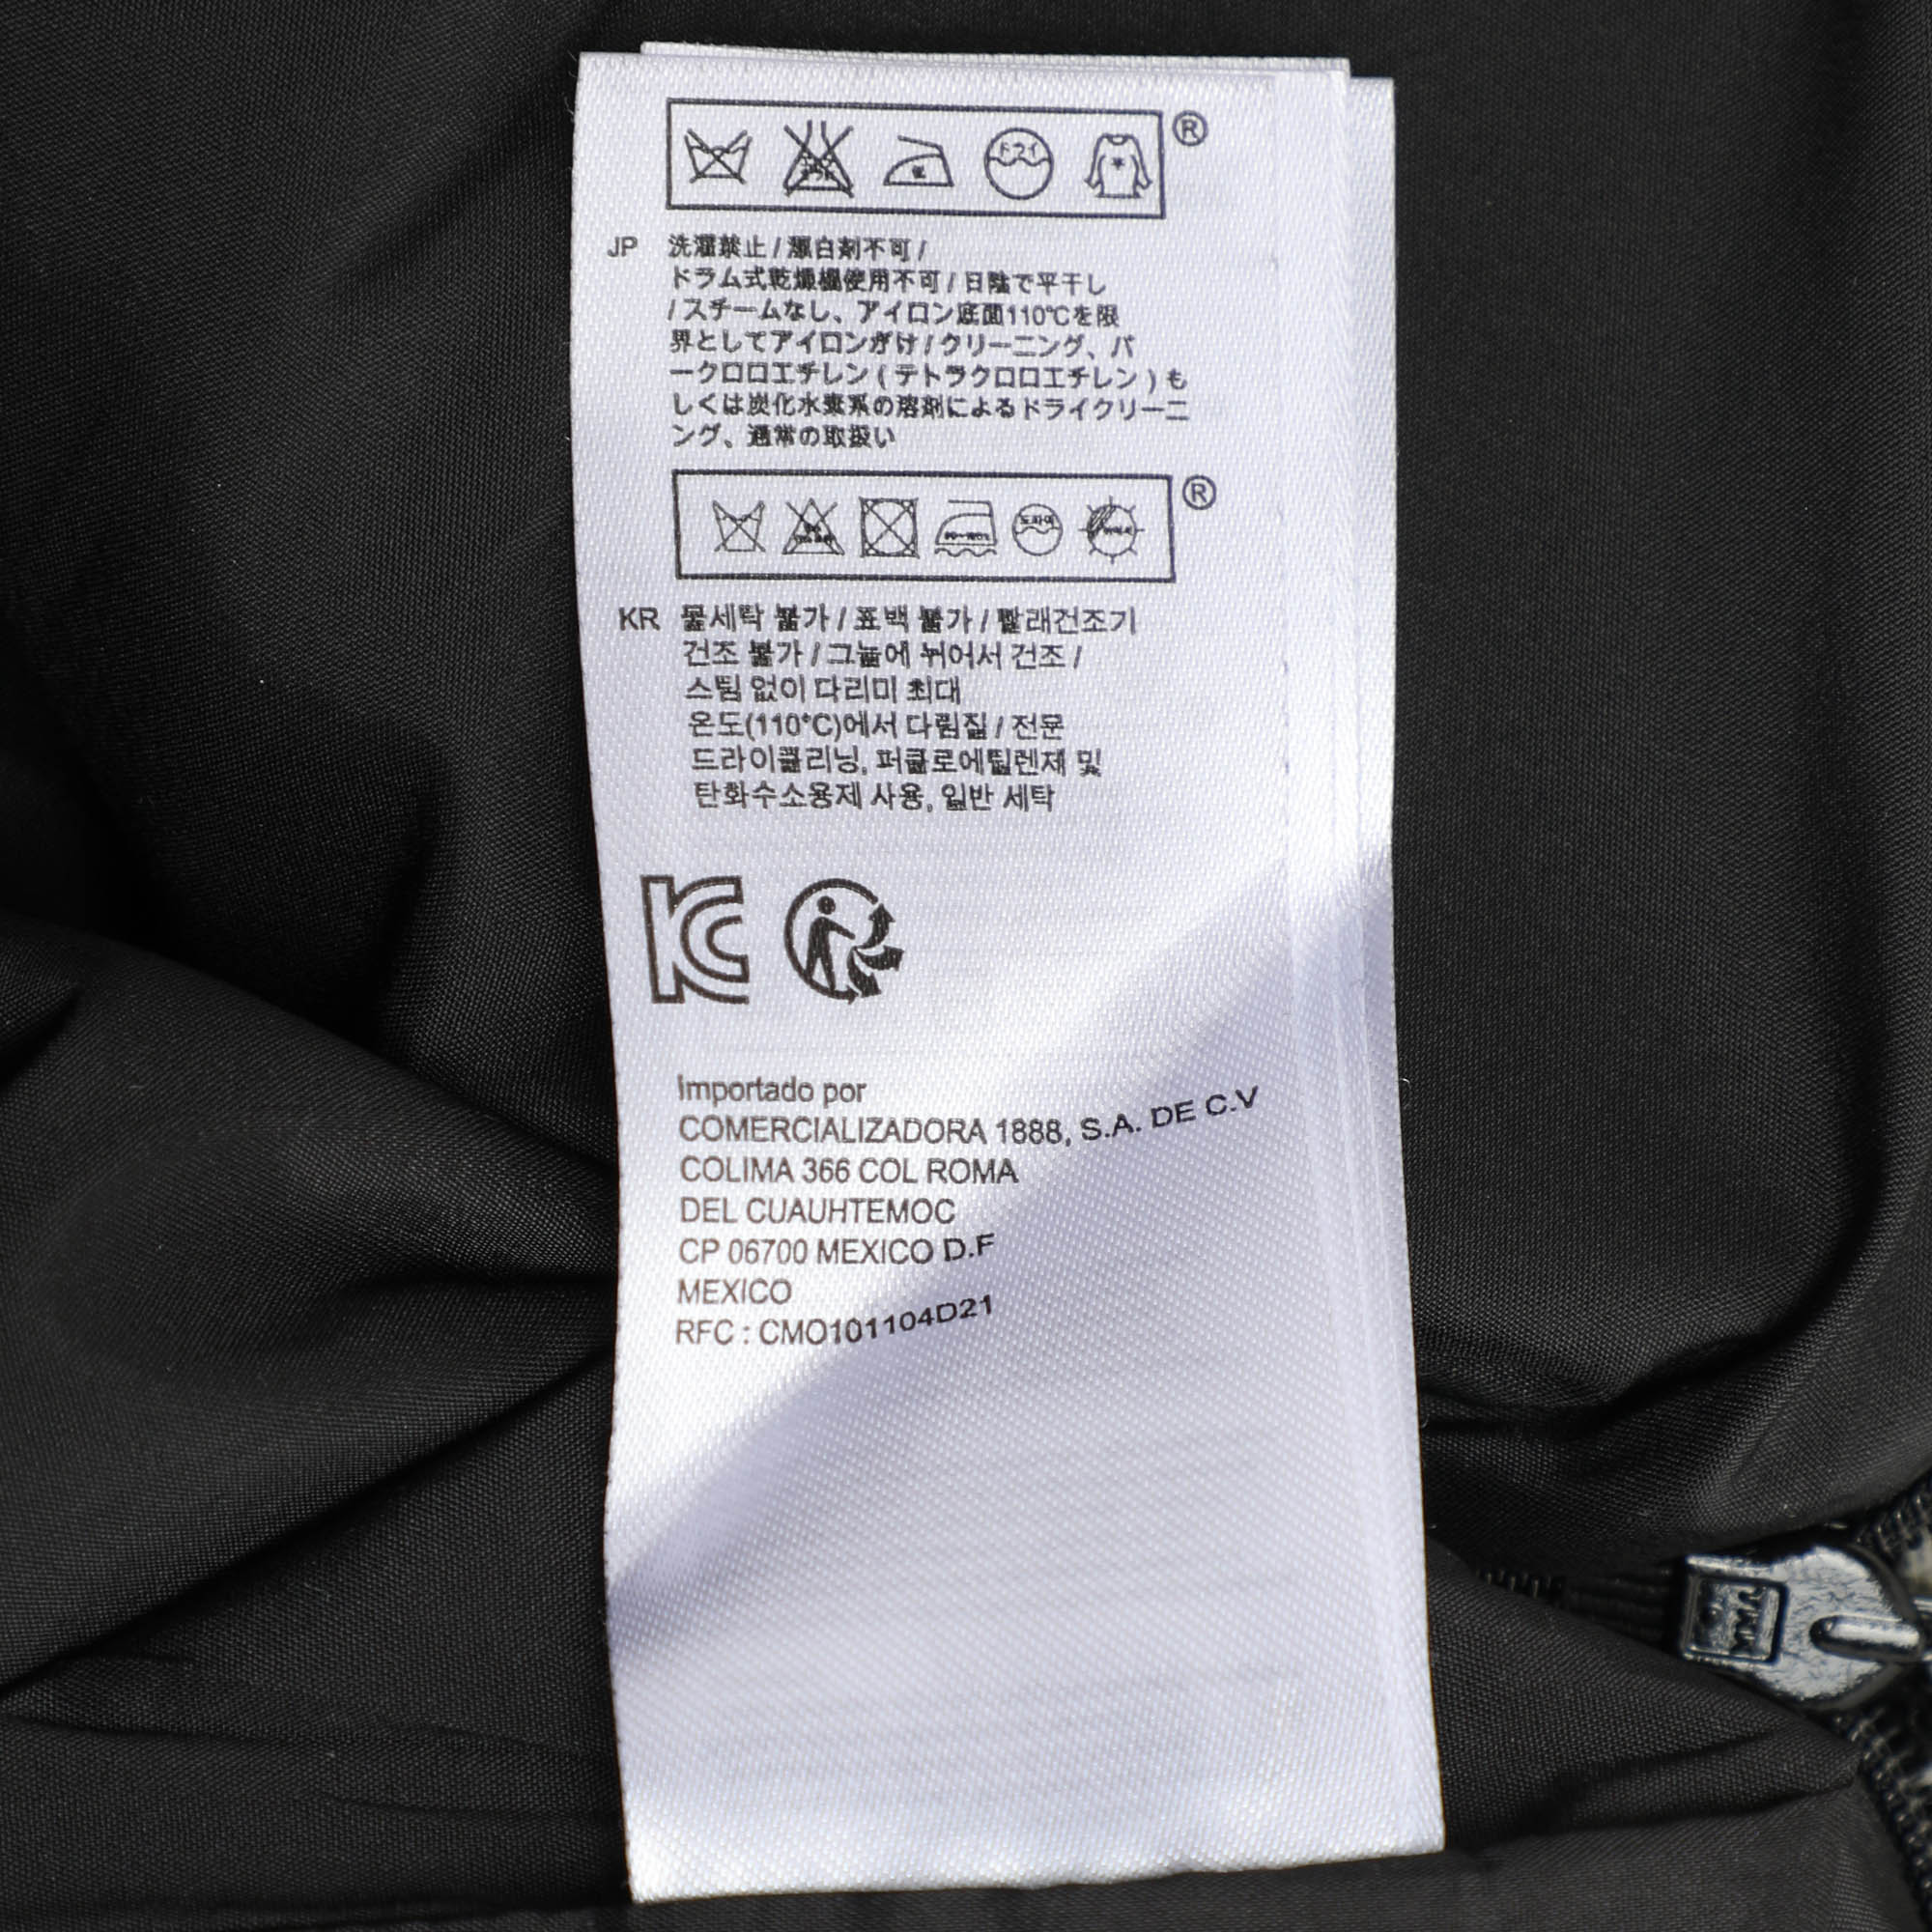 ®
ドライ
JP 洗濯禁止 / 漂白剤不可 /
ドラム式乾燥機使用不可 / 日陰で平干し
/ スチームなし、アイロン底面110℃を限
界としてアイロンがけ / クリーニング、パ
ークロロエチレン ( テトラクロロエチレン ) も
しくは炭化水素系の溶剤によるドライクリーニ
ング、通常の取扱い
®
드라이
KR 물세탁 불가 / 표백 불가 / 빨래건조기
건조 불가 / 그늘에 뉘어서 건조 /
스팀 없이 다리미 최대
온도(110°C)에서 다림질 / 전문
드라이클리닝, 퍼클로에틸렌재 및
탄화수소용제 사용, 일반 세탁
KC
Importado por
COMERCIALIZADORA 1888, S.A. DE C.V
COLIMA 366 COL ROMA
DEL CUAUHTEMOC
CP 06700 MEXICO D.F
MEXICO
RFC : CMO101104D21